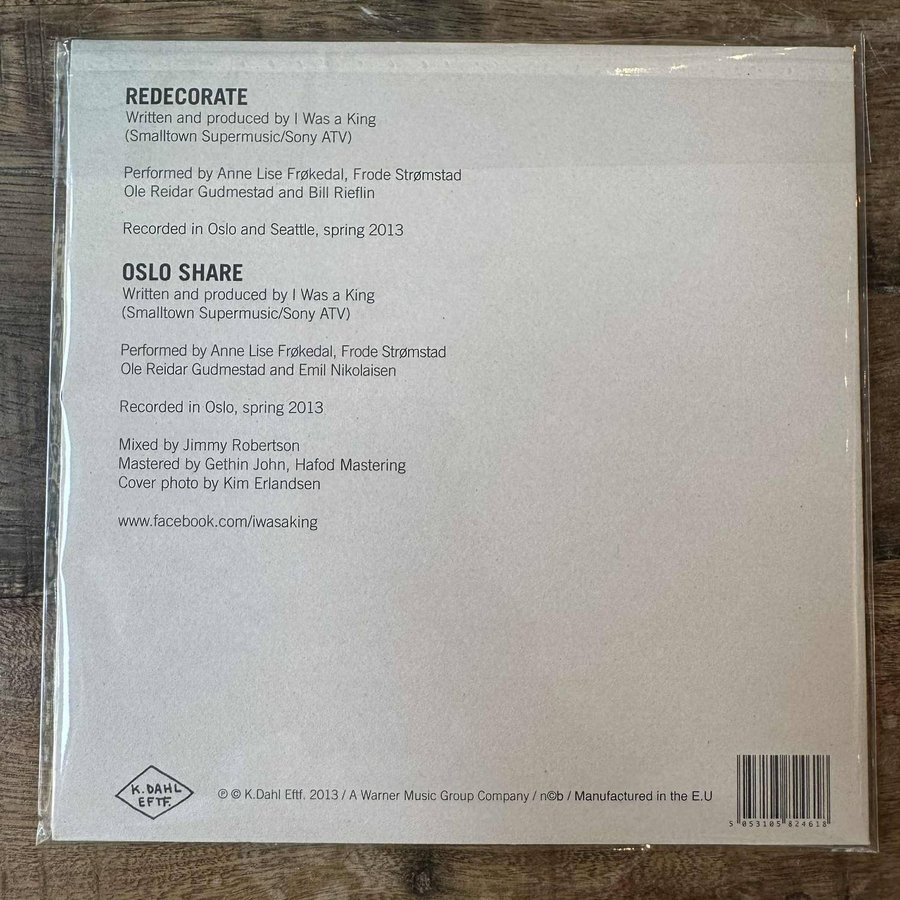 REDECORATE
Written and produced by I Was a King
(Smalltown Supermusic/Sony ATV)
Performed by Anne Lise Frøkedal, Frode Strømstad
Ole Reidar Gudmestad and Bill Rieflin
Recorded in Oslo and Seattle, spring 2013
OSLO SHARE
Written and produced by I Was a King
(Smalltown Supermusic/Sony ATV)
Performed by Anne Lise Frøkedal, Frode Strømstad
Ole Reidar Gudmestad and Emil Nikolaisen
Recorded in Oslo, spring 2013
Mixed by Jimmy Robertson
Mastered by Gethin John, Hafod Mastering
Cover photo by Kim Erlandsen
www.facebook.com/iwasaking
K.DAHL
EFTF.
℗ © K.Dahl Eftf. 2013 / A Warner Music Group Company / n©b / Manufactured in the E.U
5 053105 824618